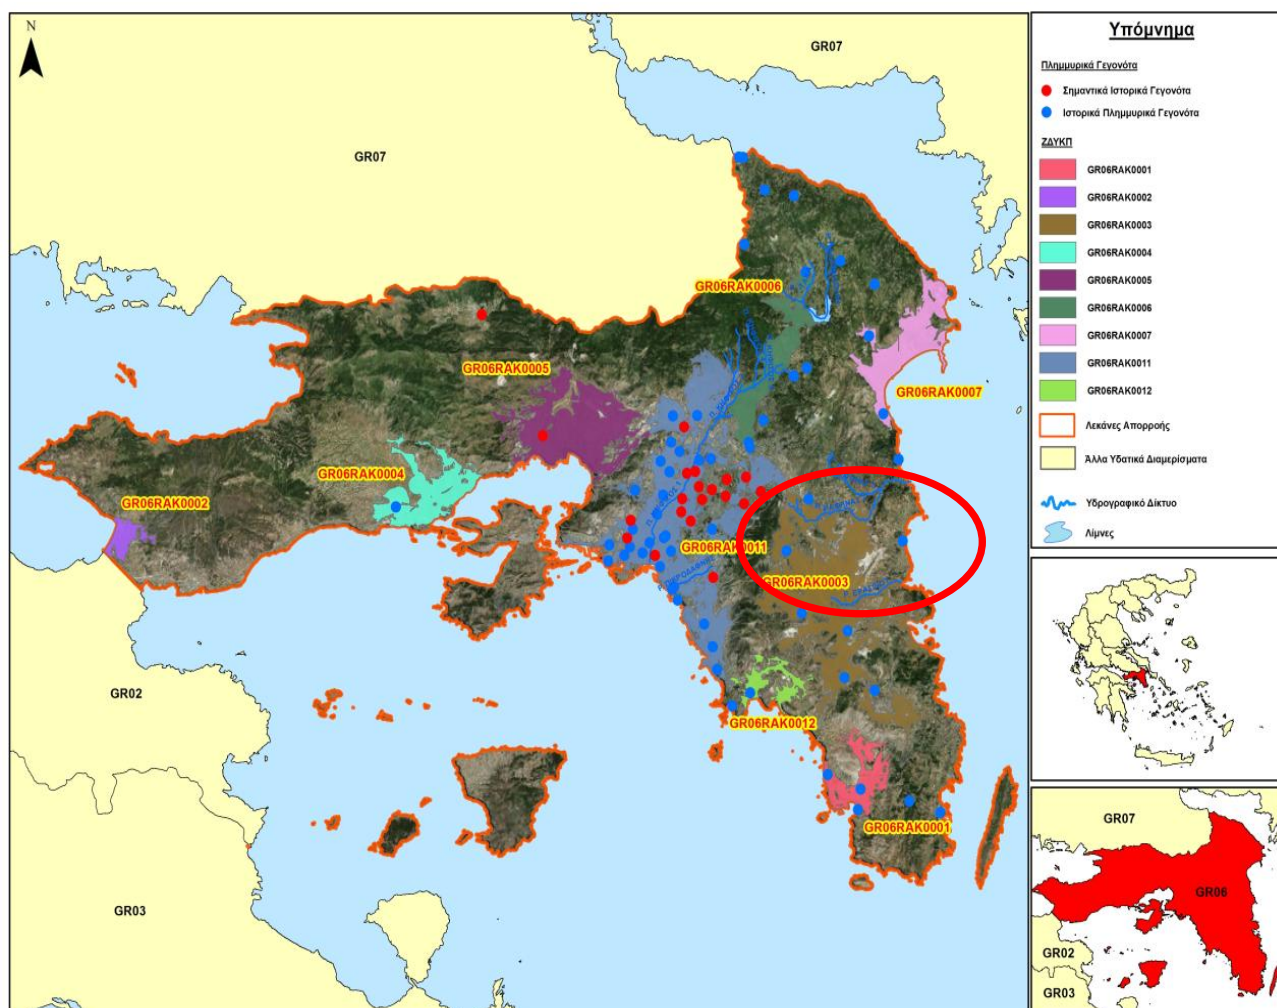 N
GR07
GR07
GR06RAK0006
GR06RAK0005
GR06RAK0007
GR06RAK0004
GR06RAK0002
GR06RAK0011
GR06RAK0003
GR02
GR06RAK0012
GR06RAK0001
GR03
Υπόμνημα
Πλημμυρικά Γεγονότα
Σημαντικά Ιστορικά Γεγονότα
Ιστορικά Πλημμυρικά Γεγονότα
ΖΔΥΚΠ
GR06RAK0001
GR06RAK0002
GR06RAK0003
GR06RAK0004
GR06RAK0005
GR06RAK0006
GR06RAK0007
GR06RAK0011
GR06RAK0012
Λεκάνες Απορροής
Άλλα Υδατικά Διαμερίσματα
Υδρογραφικό Δίκτυο
Λίμνες
GR07
GR06
GR02
GR03